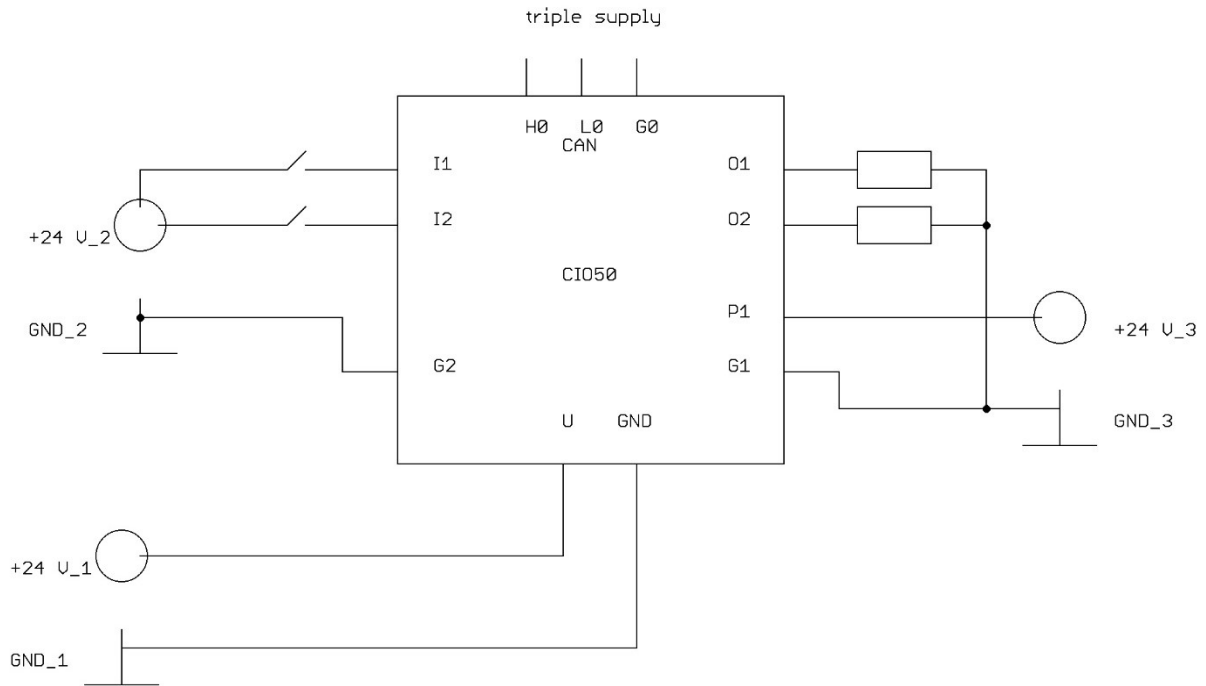 triple supply
H0 L0 G0
CAN
I1 O1
I2 O2
+24 V_2
CIO50
P1
GND_2 +24 V_3
G2 G1
U GND GND_3
+24 V_1
GND_1